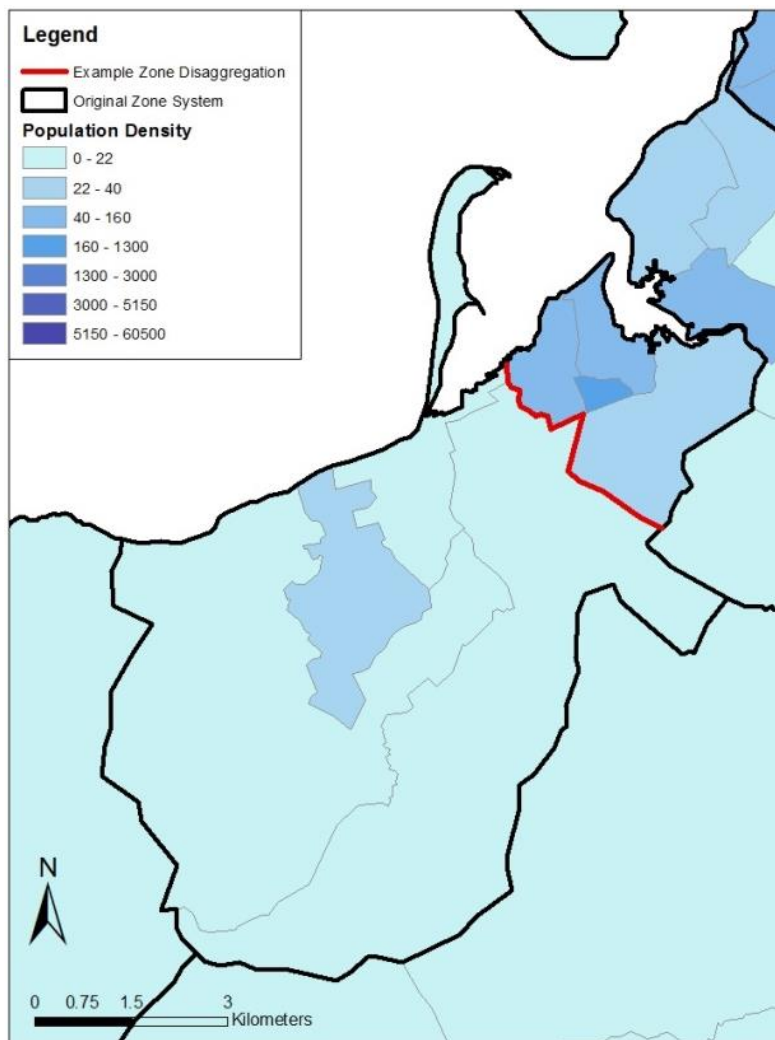 Legend
Example Zone Disaggregation
Original Zone System
Population Density
0 - 22
22 - 40
40 - 160
160 - 1300
1300 - 3000
3000 - 5150
5150 - 60500
N
0 0.75 1.5 3
Kilometers